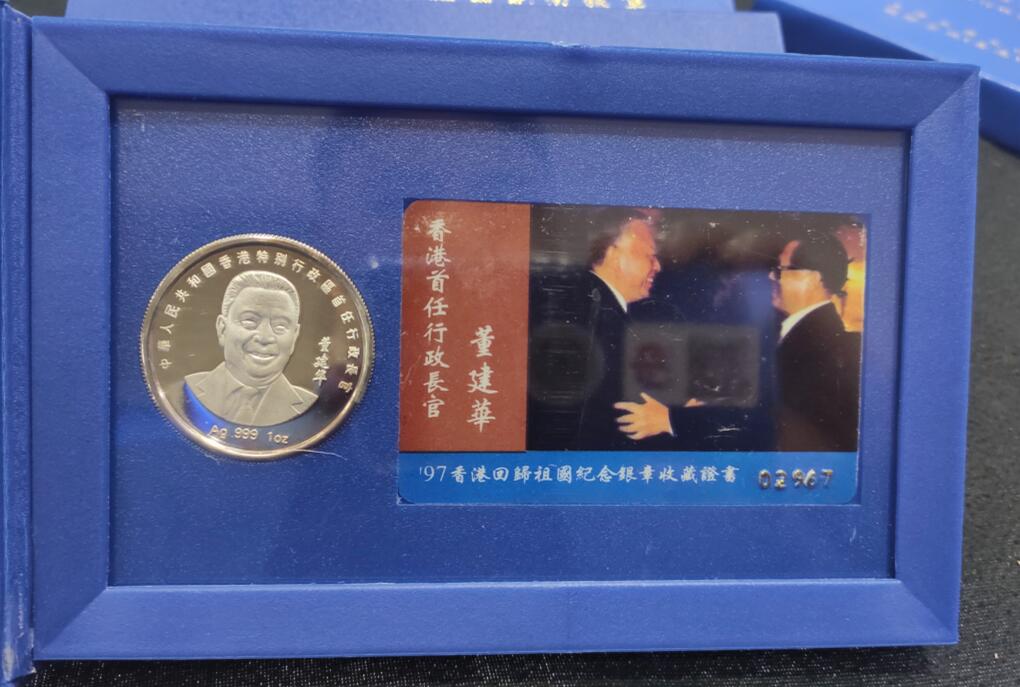 中華人民共和國香港特別行政區首任行政長官
董建華
Ag .999 1oz
香港首任行政長官
董建華
'97香港回歸祖國紀念銀章收藏證書 02967